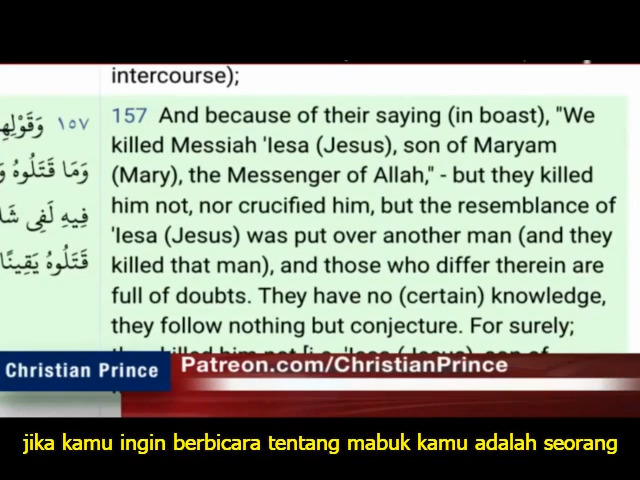 intercourse);
157 And because of their saying (in boast), "We
killed Messiah 'Iesa (Jesus), son of Maryam
(Mary), the Messenger of Allah," - but they killed
him not, nor crucified him, but the resemblance of
'Iesa (Jesus) was put over another man (and they
killed that man), and those who differ therein are
full of doubts. They have no (certain) knowledge,
they follow nothing but conjecture. For surely;
١٥٧ وَقَوْلِهِ
وَمَا قَتَلُوهُ وَ
فِيهِ لَفِى شَ
قَتَلُوهُ يَقِينًا
Christian Prince
Patreon.com/ChristianPrince
jika kamu ingin berbicara tentang mabuk kamu adalah seorang